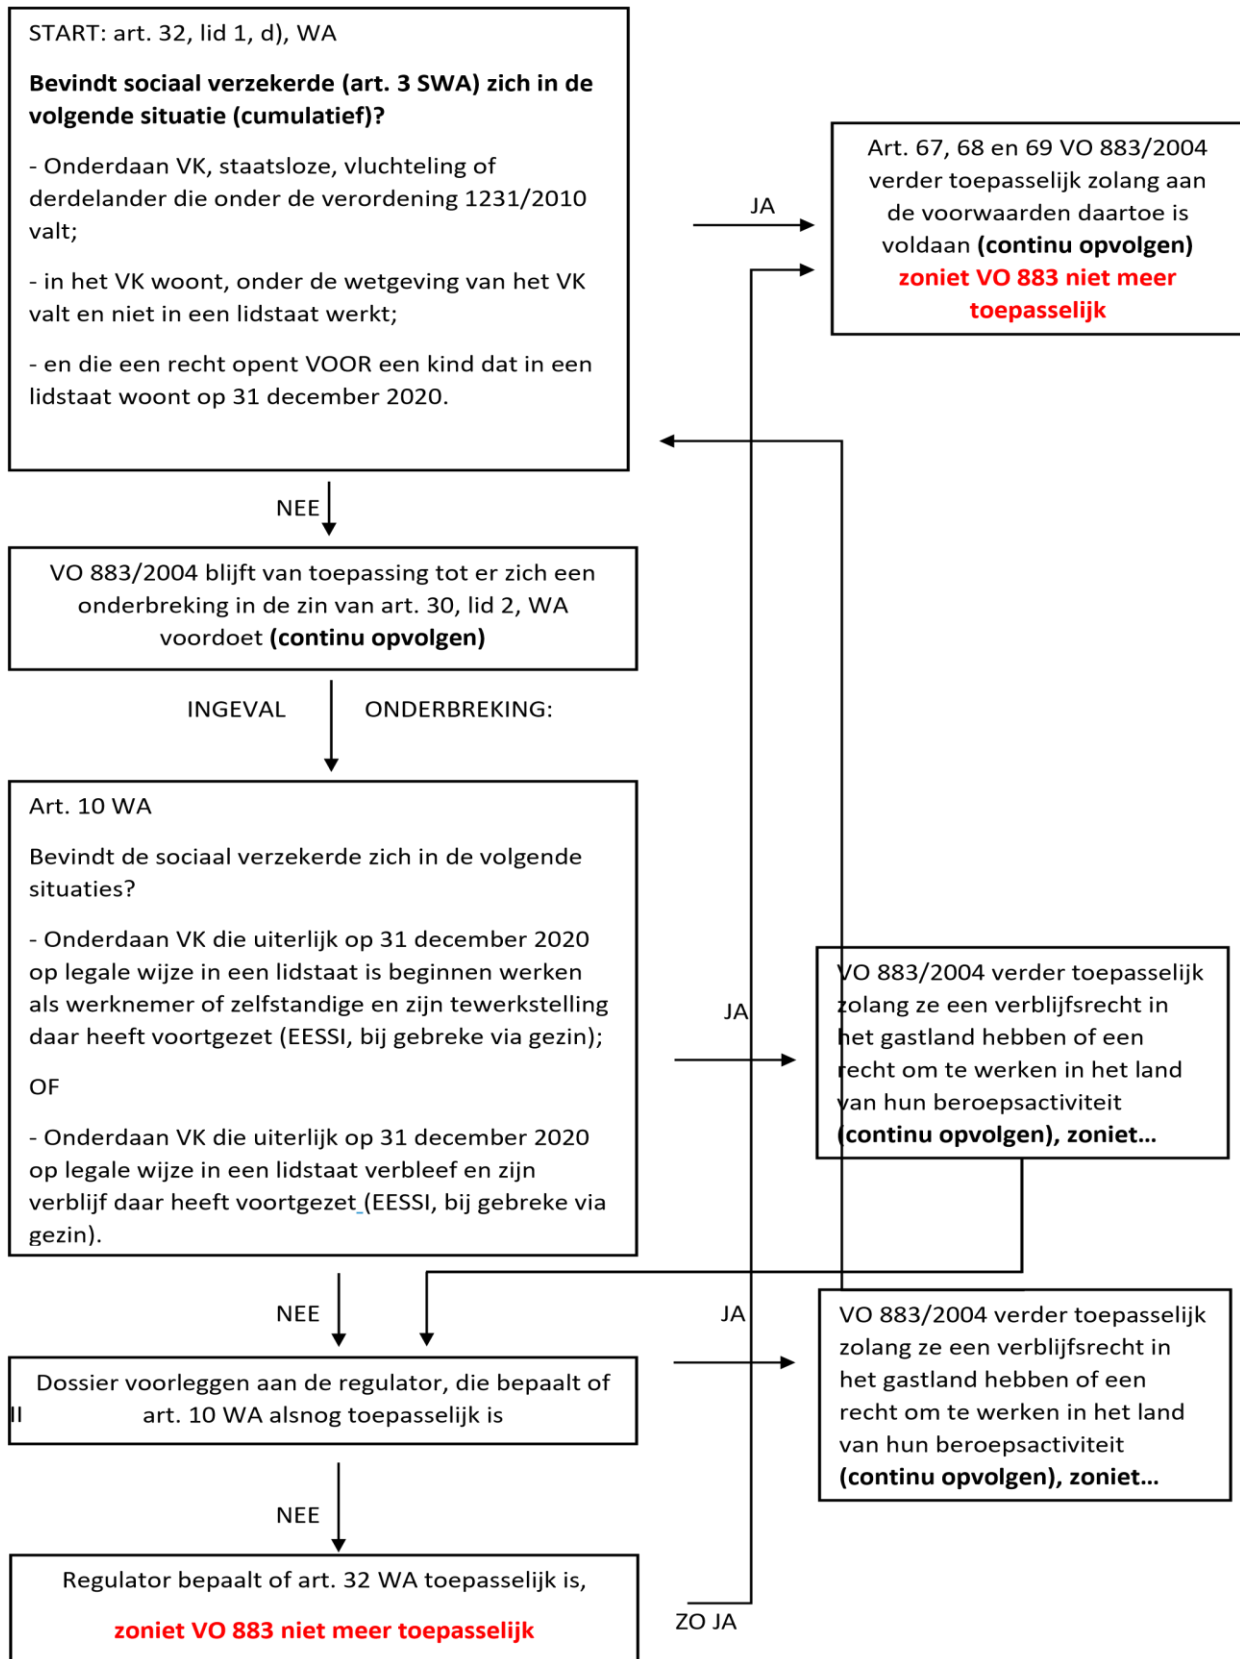 START: art. 32, lid 1, d), WA
Bevindt sociaal verzekerde (art. 3 SWA) zich in de
volgende situatie (cumulatief)?
- Onderdaan VK, staatsloze, vluchteling of
derdelander die onder de verordening 1231/2010
valt;
- in het VK woont, onder de wetgeving van het VK
valt en niet in een lidstaat werkt;
- en die een recht opent VOOR een kind dat in een
lidstaat woont op 31 december 2020.
JA
Art. 67, 68 en 69 VO 883/2004
verder toepasselijk zolang aan
de voorwaarden daartoe is
voldaan (continu opvolgen)
zoniet VO 883 niet meer
toepasselijk
NEE
VO 883/2004 blijft van toepassing tot er zich een
onderbreking in de zin van art. 30, lid 2, WA
voordoet (continu opvolgen)
INGEVAL ONDERBREKING:
Art. 10 WA
Bevindt de sociaal verzekerde zich in de volgende
situaties?
- Onderdaan VK die uiterlijk op 31 december 2020
op legale wijze in een lidstaat is beginnen werken
als werknemer of zelfstandige en zijn tewerkstelling
daar heeft voortgezet (EESSI, bij gebreke via gezin);
OF
- Onderdaan VK die uiterlijk op 31 december 2020
op legale wijze in een lidstaat verbleef en zijn
verblijf daar heeft voortgezet (EESSI, bij gebreke via
gezin).
JA
VO 883/2004 verder toepasselijk
zolang ze een verblijfsrecht in
het gastland hebben of een
recht om te werken in het land
van hun beroepsactiviteit
(continu opvolgen), zoniet...
NEE
JA
Dossier voorleggen aan de regulator, die bepaalt of
II art. 10 WA alsnog toepasselijk is
VO 883/2004 verder toepasselijk
zolang ze een verblijfsrecht in
het gastland hebben of een
recht om te werken in het land
van hun beroepsactiviteit
(continu opvolgen), zoniet...
NEE
Regulator bepaalt of art. 32 WA toepasselijk is,
zoniet VO 883 niet meer toepasselijk
ZO JA